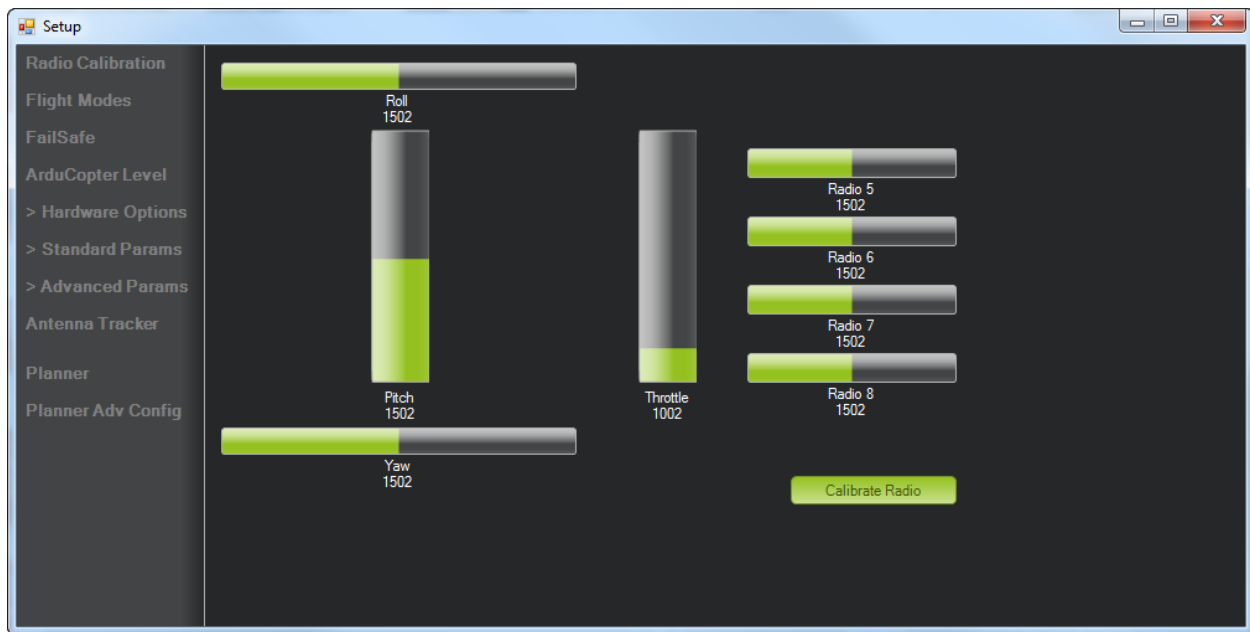 Setup
Radio Calibration
Flight Modes
FailSafe
ArduCopter Level
> Hardware Options
> Standard Params
> Advanced Params
Antenna Tracker
Planner
Planner Adv Config
Roll
1502
Pitch
1502
Yaw
1502
Throttle
1002
Radio 5
1502
Radio 6
1502
Radio 7
1502
Radio 8
1502
Calibrate Radio